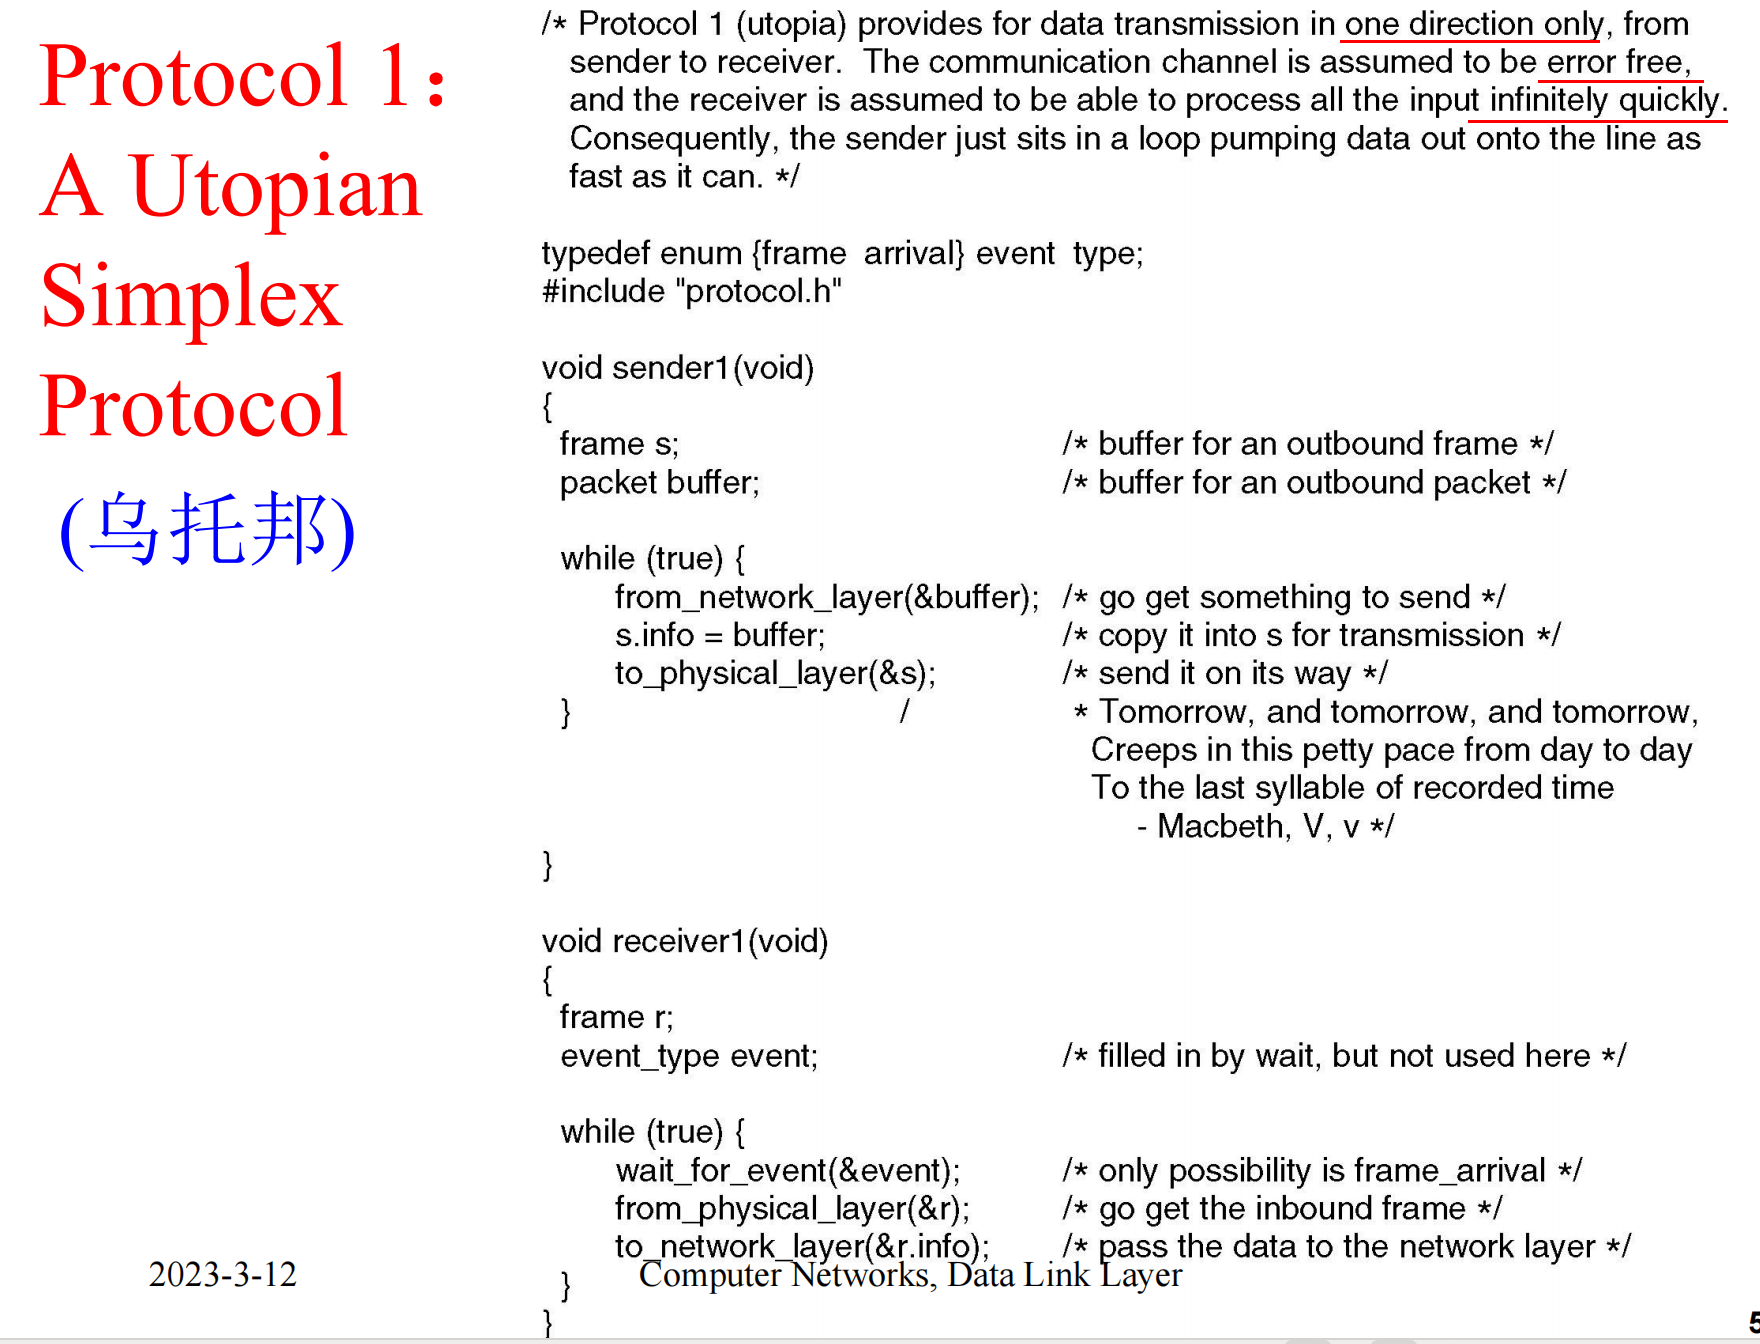 Protocol 1：
A Utopian
Simplex
Protocol
(乌托邦)
/* Protocol 1 (utopia) provides for data transmission in one direction only, from
sender to receiver. The communication channel is assumed to be error free,
and the receiver is assumed to be able to process all the input infinitely quickly.
Consequently, the sender just sits in a loop pumping data out onto the line as
fast as it can. */
typedef enum {frame arrival} event type;
#include "protocol.h"
void sender1(void)
{
frame s; /* buffer for an outbound frame */
packet buffer; /* buffer for an outbound packet */
while (true) {
from_network_layer(&buffer); /* go get something to send */
s.info = buffer; /* copy it into s for transmission */
to_physical_layer(&s); /* send it on its way */
} / * Tomorrow, and tomorrow, and tomorrow,
Creeps in this petty pace from day to day
To the last syllable of recorded time
- Macbeth, V, v */
}
void receiver1(void)
{
frame r;
event_type event; /* filled in by wait, but not used here */
while (true) {
wait_for_event(&event); /* only possibility is frame_arrival */
from_physical_layer(&r); /* go get the inbound frame */
to_network_layer(&r.info); /* pass the data to the network layer */
}
}
2023-3-12
Computer Networks, Data Link Layer
5